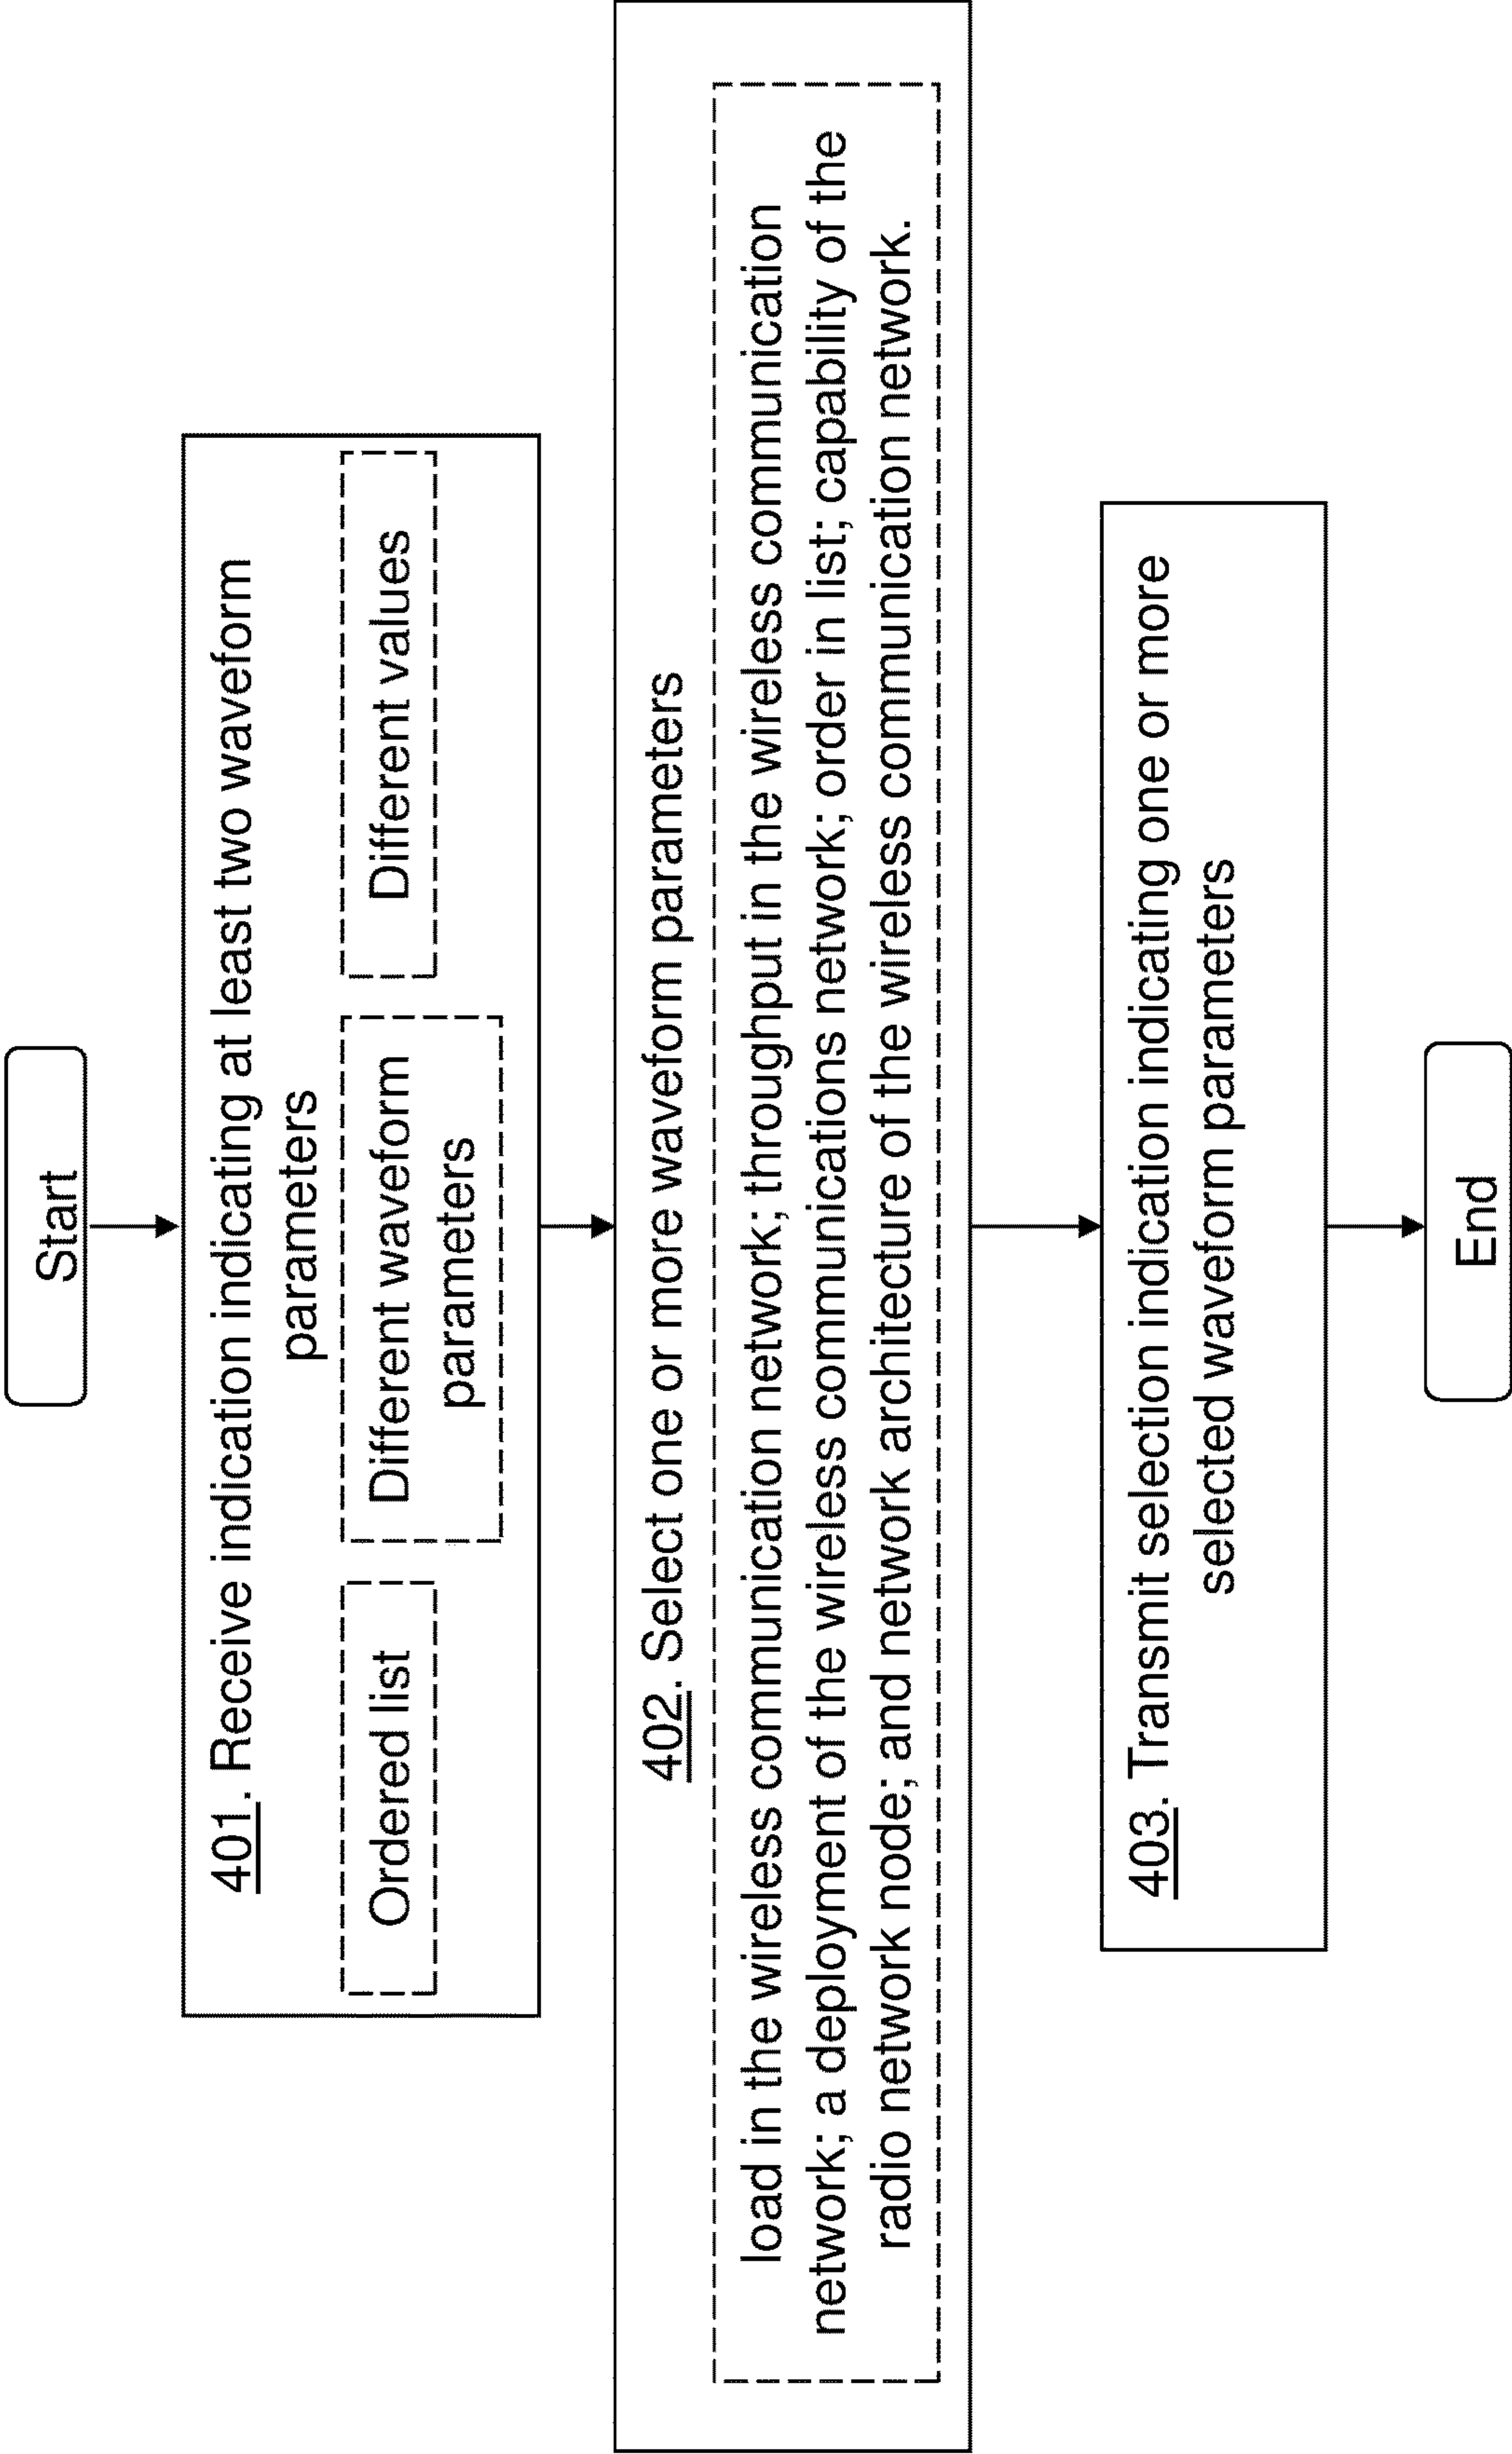 Start
401. Receive indication indicating at least two waveform
parameters
Ordered list
Different waveform
parameters
Different values
402. Select one or more waveform parameters
load in the wireless communication network; throughput in the wireless communication
network; a deployment of the wireless communications network; order in list; capability of the
radio network node; and network architecture of the wireless communication network.
403. Transmit selection indication indicating one or more
selected waveform parameters
End